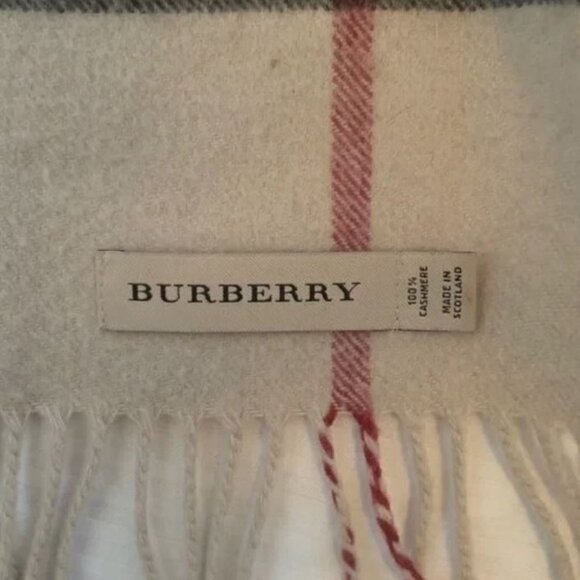 BURBERRY
100%
CASHMERE
MADE IN
SCOTLAND